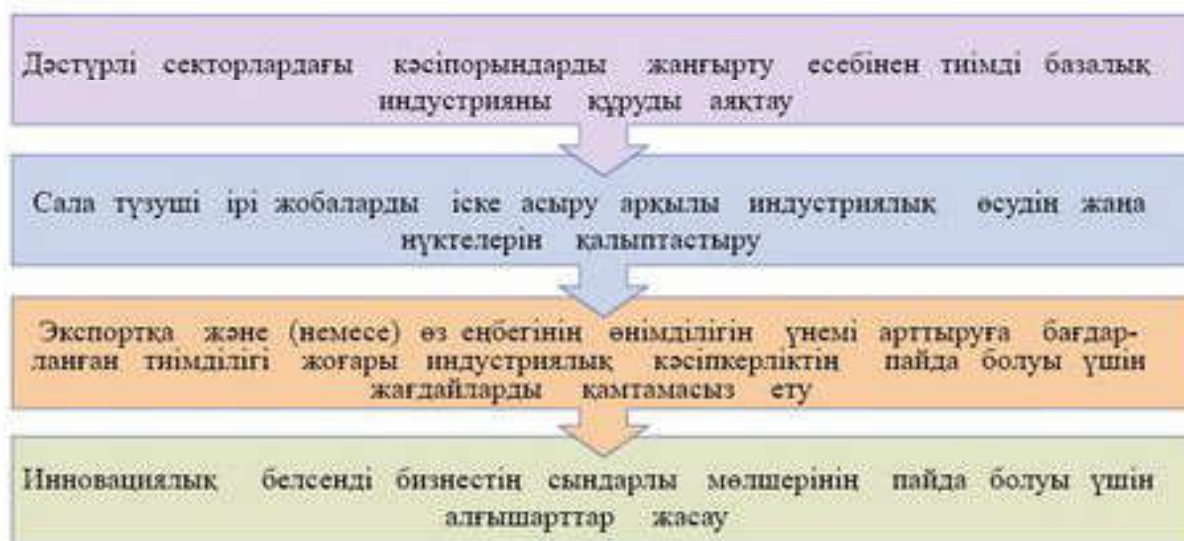 Дәстүрлі секторлардағы кәсіпорындарды жаңғырту есебінен тиімді базалық
индустрияны құруды аяқтау
Сала түзуші ірі жобаларды іске асыру арқылы индустриялық өсудің жаңа
нүктелерін қалыптастыру
Экспортқа және (немесе) өз еңбегінің өнімділігін үнемі арттыруға бағдар-
ланған тиімділігі жоғары индустриялық кәсіпкерліктің пайда болуы үшін
жағдайларды қамтамасыз ету
Инновациялық белсенді бизнестің сындарлы мөлшерінің пайда болуы үшін
алғышарттар жасау